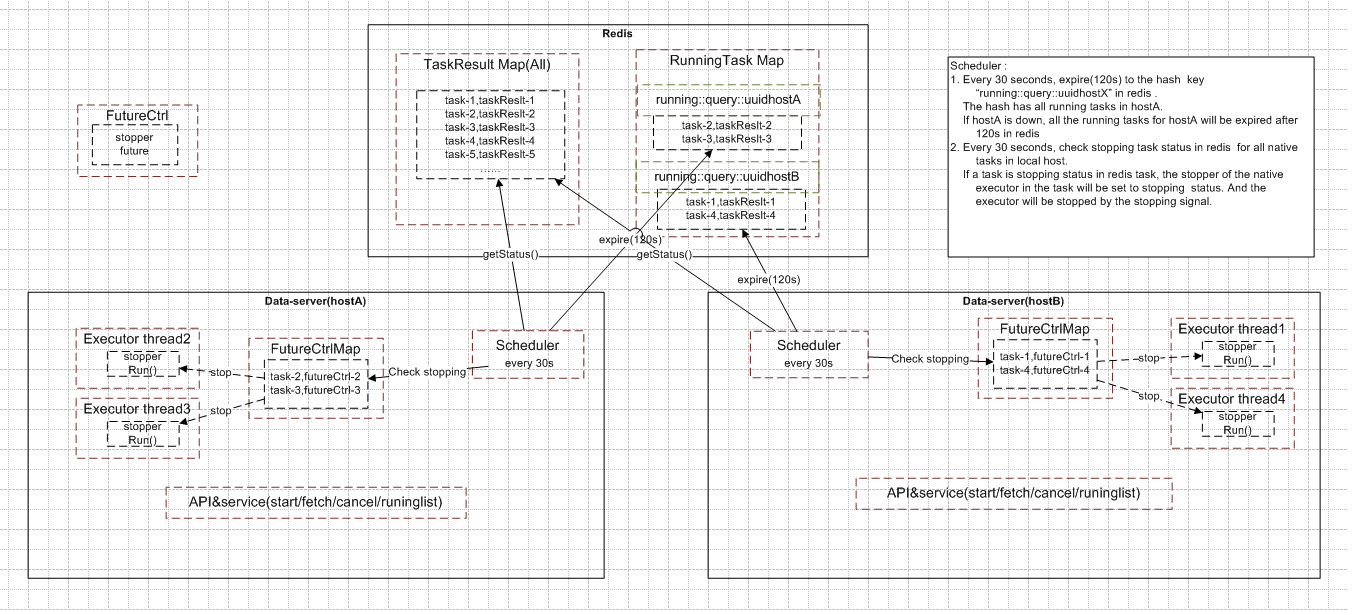 Redis
TaskResult Map(All)
task-1,taskReslt-1
task-2,taskReslt-2
task-3,taskReslt-3
task-4,taskReslt-4
task-5,taskReslt-5
......
RunningTask Map
running::query::uuidhostA
task-2,taskReslt-2
task-3,taskReslt-3
running::query::uuidhostB
task-1,taskReslt-1
task-4,taskReslt-4
Scheduler :
1. Every 30 seconds, expire(120s) to the hash key
“running::query::uuidhostX” in redis .
The hash has all running tasks in hostA.
If hostA is down, all the running tasks for hostA will be expired after
120s in redis
2. Every 30 seconds, check stopping task status in redis for all native
tasks in local host.
If a task is stopping status in redis task, the stopper of the native
executor in the task will be set to stopping status. And the
executor will be stopped by the stopping signal.
FutureCtrl
stopper
future
expire(120s)
getStatus()
getStatus()
expire(120s)
Data-server(hostA)
Executor thread2
stopper
Run()
Executor thread3
stopper
Run()
stop
stop
FutureCtrlMap
task-2,futureCtrl-2
task-3,futureCtrl-3
Check stopping
Scheduler
every 30s
API&service(start/fetch/cancel/runinglist)
Data-server(hostB)
Scheduler
every 30s
Check stopping
FutureCtrlMap
task-1,futureCtrl-1
task-4,futureCtrl-4
stop
stop
Executor thread1
stopper
Run()
Executor thread4
stopper
Run()
API&service(start/fetch/cancel/runinglist)